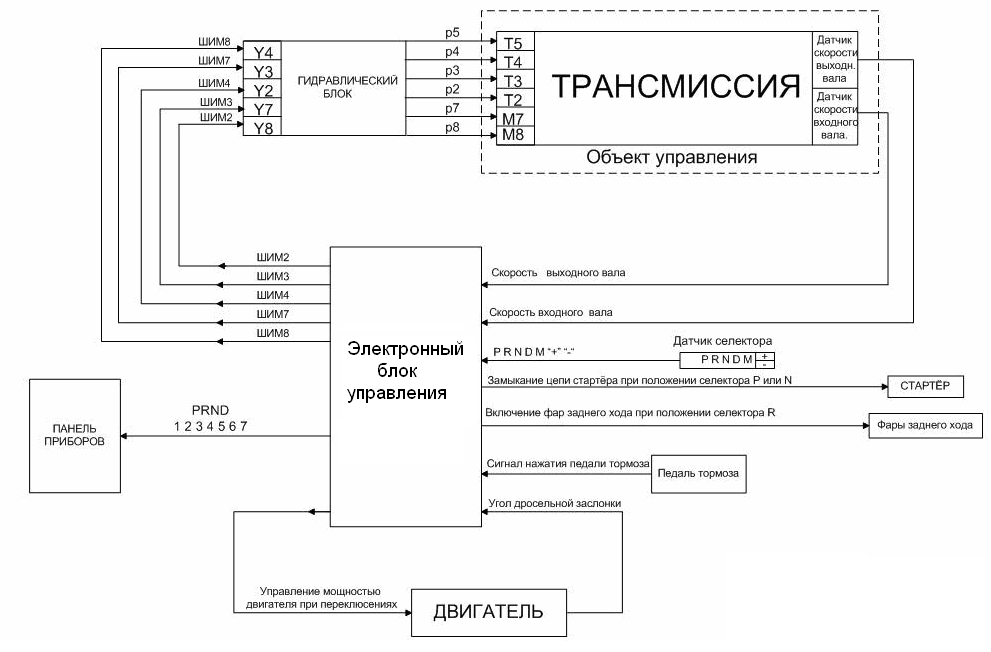 ШИМ8
ШИМ7
ШИМ4
ШИМ3
ШИМ2
Y4
Y3
Y2
Y7
Y8
ГИДРАВЛИЧЕСКИЙ
БЛОК
p5
p4
p3
p2
p7
p8
T5
T4
T3
T2
M7
M8
ТРАНСМИССИЯ
Датчик
скорости
выходн.
вала
Датчик
скорости
входного
вала.
Объект управления
ШИМ2
ШИМ3
ШИМ4
ШИМ7
ШИМ8
Электронный
блок
управления
Скорость выходного вала
Скорость входного вала
Датчик селектора
P R N D M "+" "-"
P R N D M + -
Замыкание цепи стартёра при положении селектора P или N
СТАРТЁР
Включение фар заднего хода при положении селектора R
Фары заднего хода
ПАНЕЛЬ
ПРИБОРОВ
PRND
1 2 3 4 5 6 7
Сигнал нажатия педали тормоза
Педаль тормоза
Угол дросельной заслонки
Управление мощностью
двигателя при переклюсениях
ДВИГАТЕЛЬ